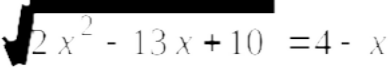 √(2x² - 13x + 10) = 4 - x